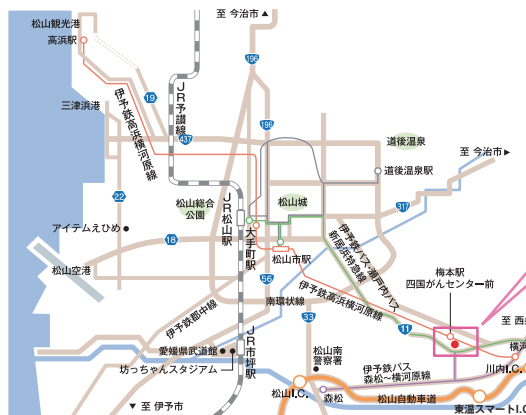 至 今治市▲
松山観光港
高浜駅
196
19
三津浜港
伊予鉄高浜横河原線
JR予讃線
437
196
道後温泉
至 今治市▶
道後温泉駅
22
松山総合
公園
JR松山駅
松山城
317
アイテムえひめ
18
大手町駅
松山市駅
伊予鉄バス・瀬戸内バス
新居浜特急線
松山空港
56
梅本駅
四国がんセンター前
南環状線
伊予鉄高浜横河原線
伊予鉄郡中線
33
11
至 西条
JR市坪駅
愛媛県武道館
坊っちゃんスタジアム
松山南
警察署
横河
川内I.C.
伊予鉄バス
森松〜横河原線
松山I.C.
森松
松山自動車道
▼ 至 伊予市
東温スマートI.C